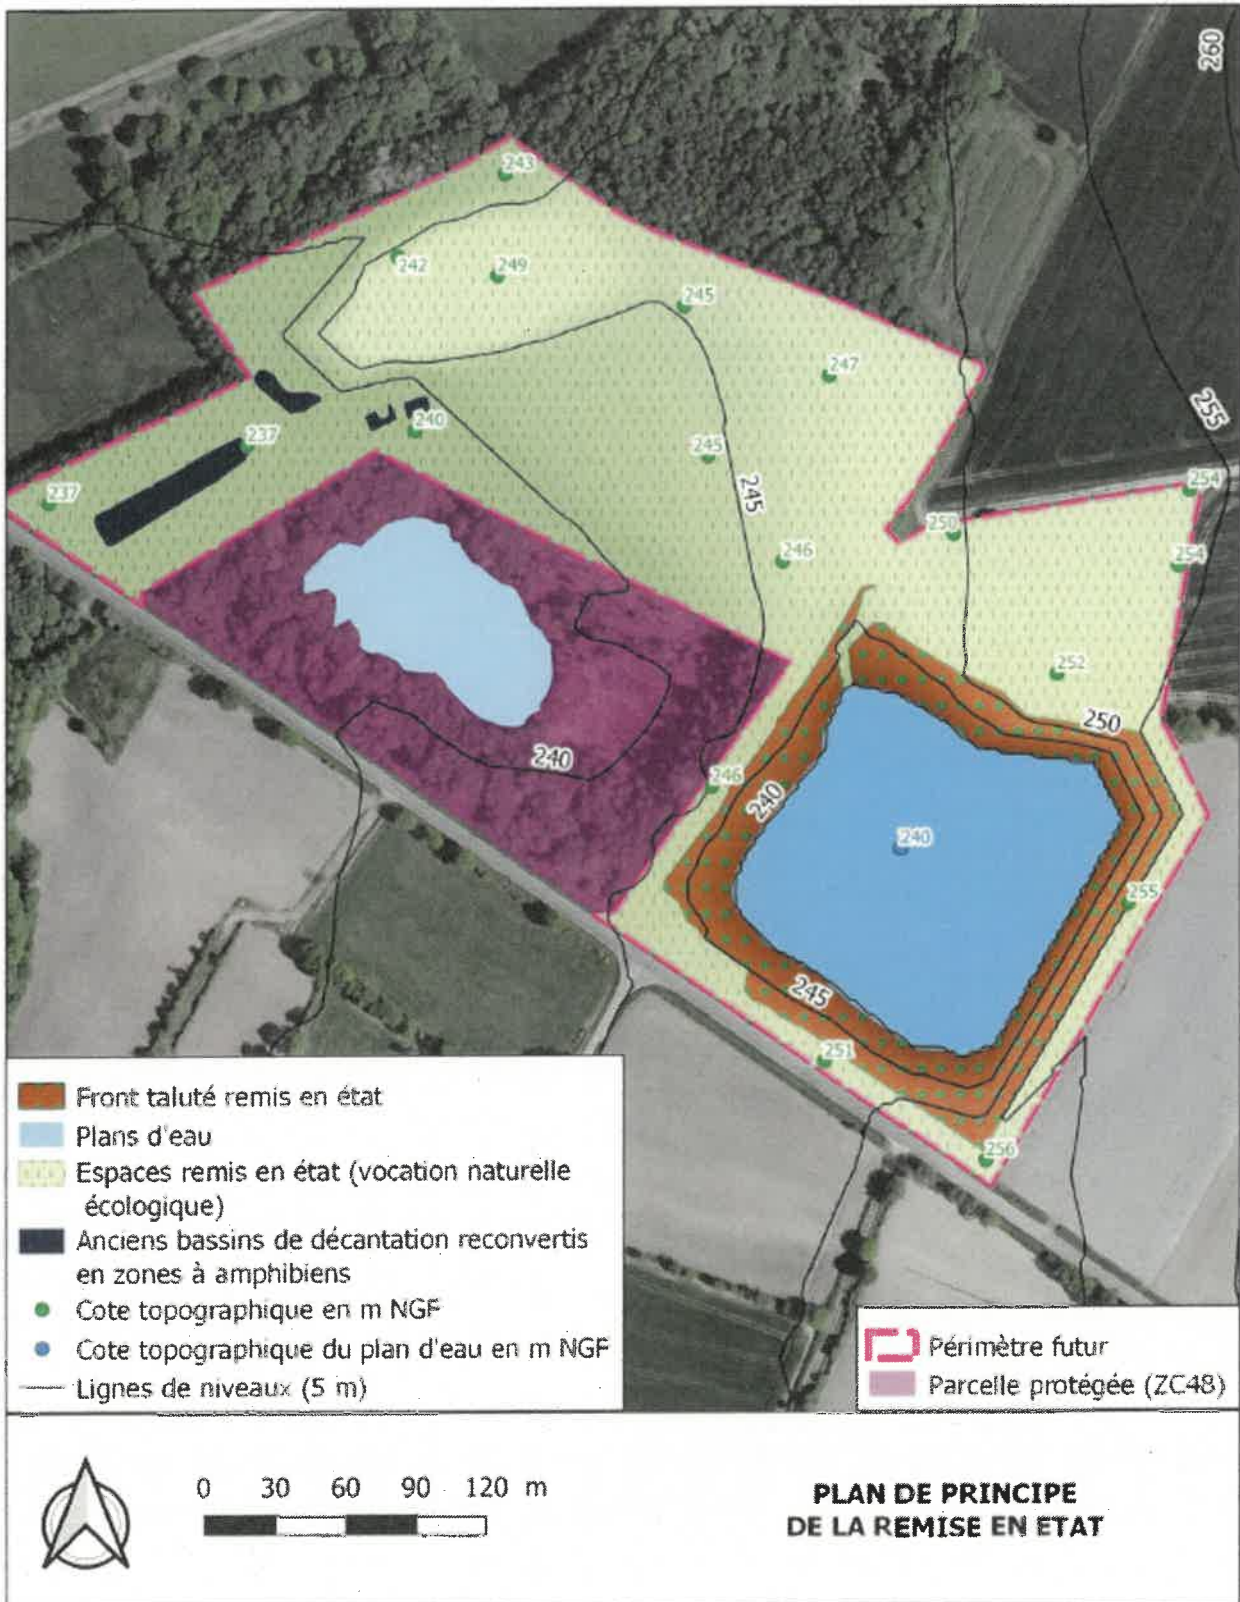 260
243
242
249
245
247
255
240
237
237
245
245
254
250
254
246
252
250
240
246
240
240
255
245
251
256
Front taluté remis en état
Plans d'eau
Espaces remis en état (vocation naturelle
écologique)
Anciens bassins de décantation reconvertis
en zones à amphibiens
Cote topographique en m NGF
Cote topographique du plan d'eau en m NGF
Lignes de niveaux (5 m)
Périmètre futur
Parcelle protégée (ZC48)
0 30 60 90 120 m
PLAN DE PRINCIPE
DE LA REMISE EN ETAT